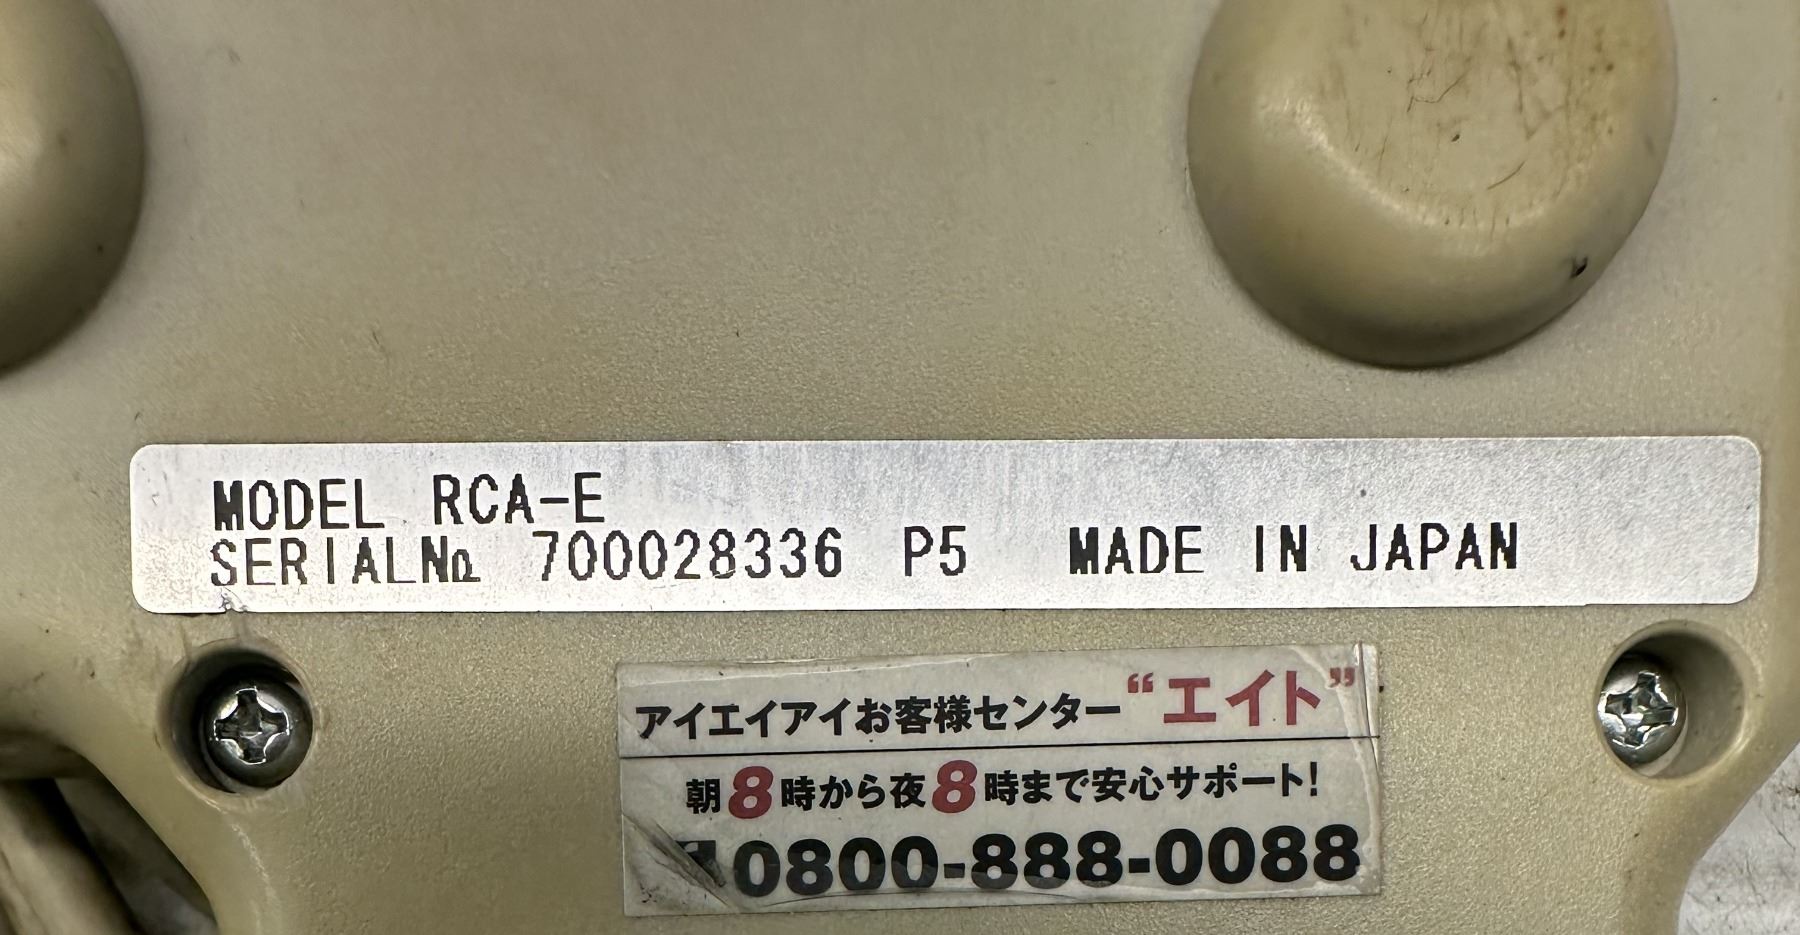 MODEL RCA-E
SERIAL№ 700028336 P5 MADE IN JAPAN
アイエイアイお客様センター“エイト”
朝8時から夜8時まで安心サポート!
0800-888-0088